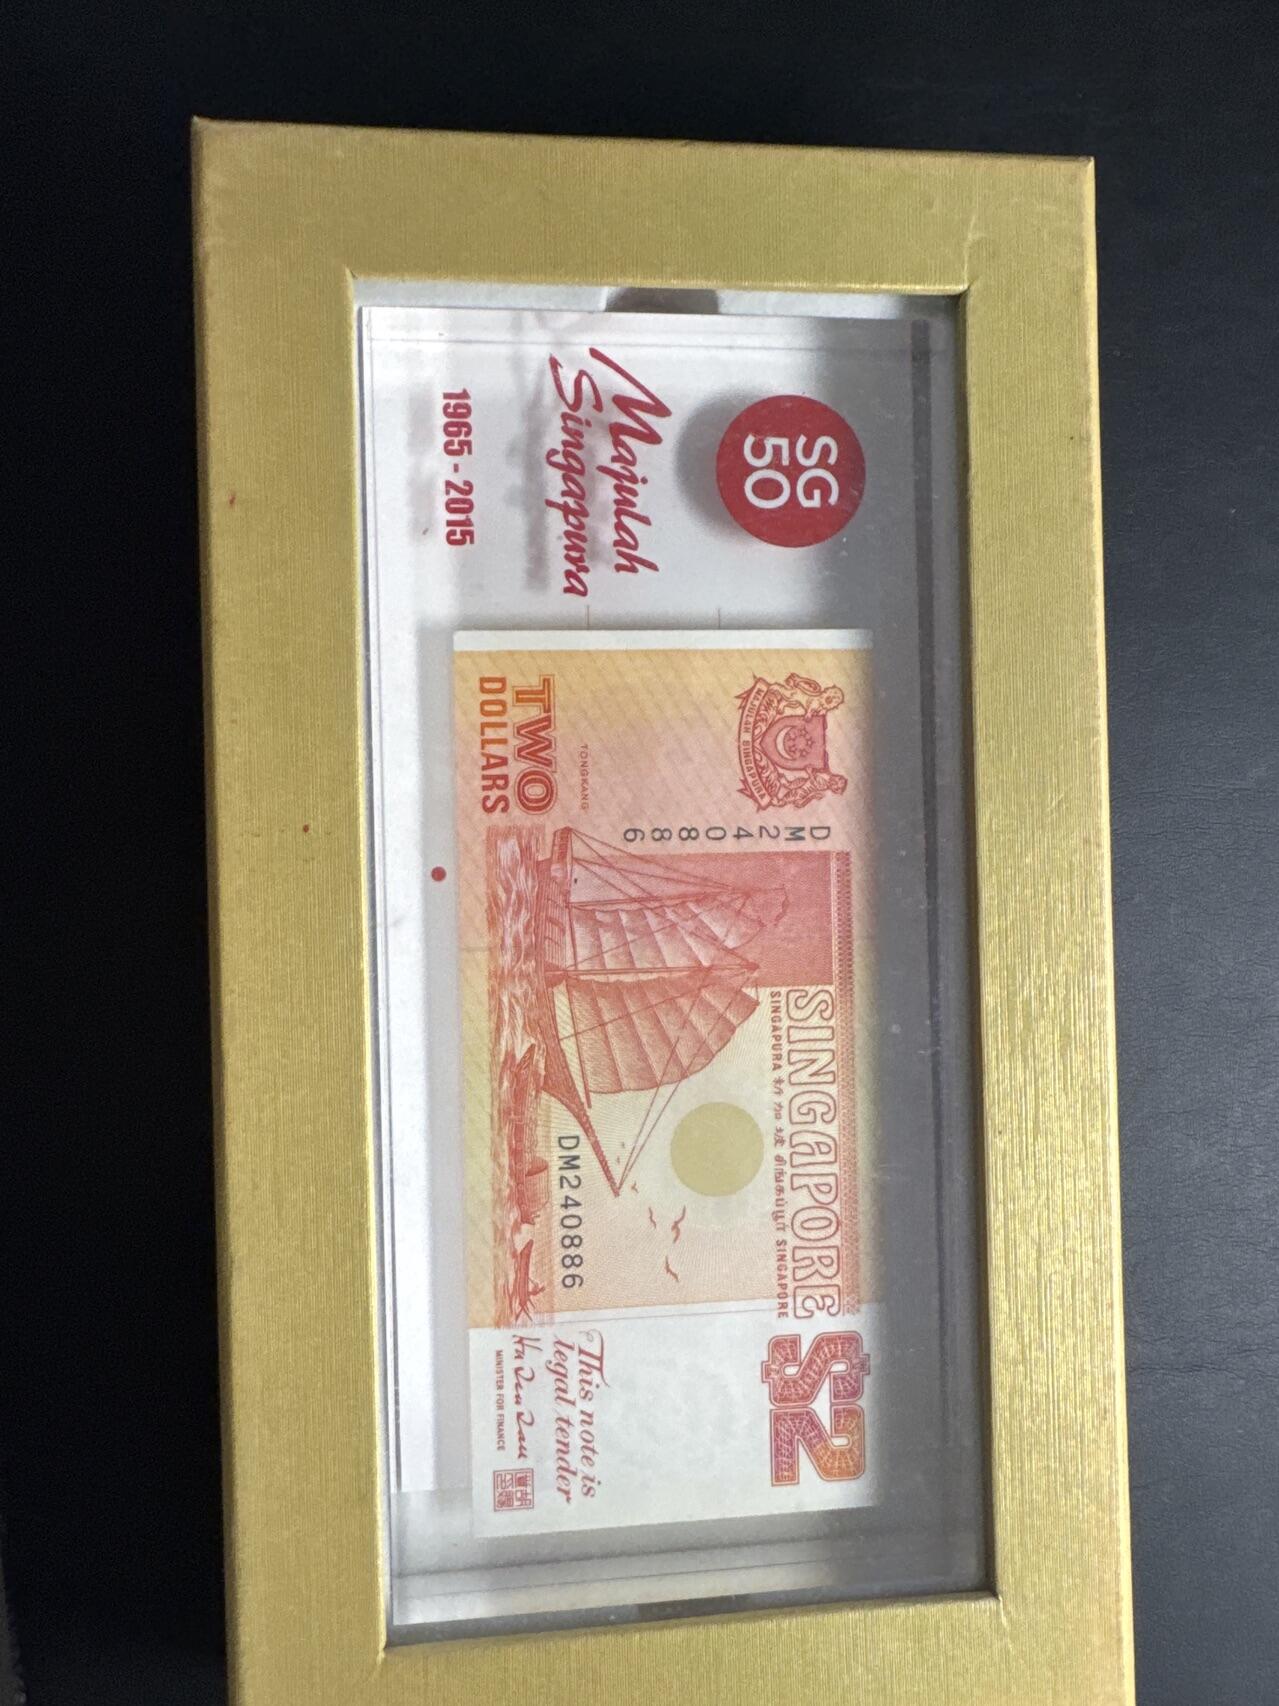 SG
50
Majulah
Singapura
1965 - 2015
MAJULAH SINGAPURA
DM240886
TONGKANG
TWO
DOLLARS
SINGAPORE
SINGAPURA 新加坡 சிங்கப்பூர் SINGAPORE
DM240886
$2
This note is
legal tender
MINISTER FOR FINANCE